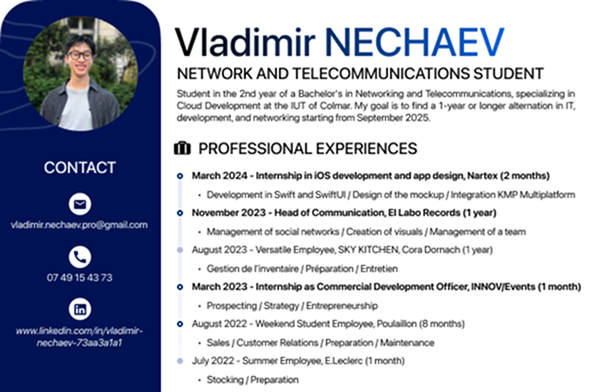 Vladimir NECHAEV
NETWORK AND TELECOMMUNICATIONS STUDENT
Student in the 2nd year of a Bachelor's in Networking and Telecommunications, specializing in
Cloud Development at the IUT of Colmar. My goal is to find a 1-year or longer alternation in IT,
development, and networking starting from September 2025.
CONTACT
vladimir.nechaev.pro@gmail.com
07 49 15 43 73
www.linkedin.com/in/vladimir-
nechaev-73aa3a1a1
PROFESSIONAL EXPERIENCES
March 2024 - Internship in iOS development and app design, Nartex (2 months)
• Development in Swift and SwiftUI / Design of the mockup / Integration KMP Multiplatform
November 2023 - Head of Communication, El Labo Records (1 year)
• Management of social networks / Creation of visuals / Management of a team
August 2023 - Versatile Employee, SKY KITCHEN, Cora Dornach (1 year)
• Gestion de l'inventaire / Préparation / Entretien
March 2023 - Internship as Commercial Development Officer, INNOV/Events (1 month)
• Prospecting / Strategy / Entrepreneurship
August 2022 - Weekend Student Employee, Poulaillon (8 months)
• Sales / Customer Relations / Preparation / Maintenance
July 2022 - Summer Employee, E.Leclerc (1 month)
• Stocking / Preparation